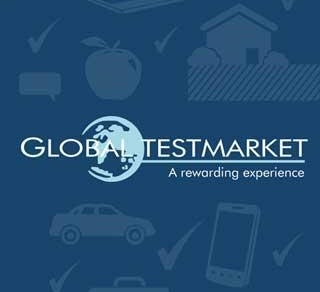 GLOBAL TESTMARKET
A rewarding experience